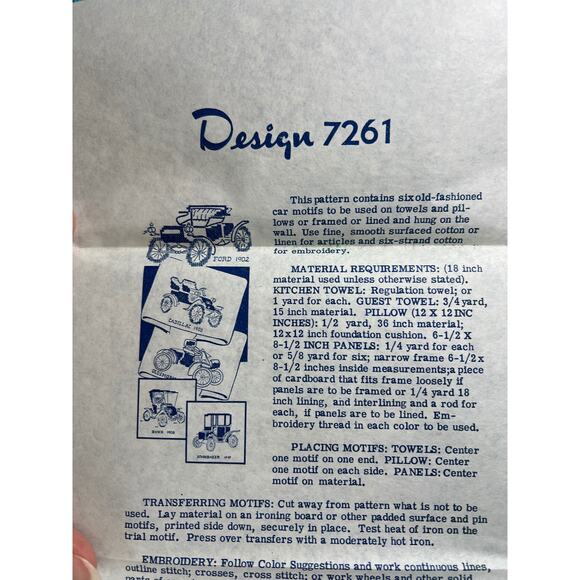 Design 7261
This pattern contains six old-fashioned
car motifs to be used on towels and pil-
lows or framed or lined and hung on the
wall. Use fine, smooth surfaced cotton or
linen for articles and six-strand cotton
for embroidery.
FORD 1902
MATERIAL REQUIREMENTS: (18 inch
material used unless otherwise stated).
KITCHEN TOWEL: Regulation towel; or
1 yard for each. GUEST TOWEL: 3/4 yard,
15 inch material. PILLOW (12 X 12 INC
INCHES): 1/2 yard, 36 inch material;
12x12 inch foundation cushion. 6-1/2 X
8-1/2 INCH PANELS: 1/4 yard for each
or 5/8 yard for six; narrow frame 6-1/2 x
8-1/2 inches inside measurements; a piece
of cardboard that fits frame loosely if
panels are to be framed or 1/4 yard 18
inch lining, and interlining and a rod for
each, if panels are to be lined. Em-
broidery thread in each color to be used.
CADILLAC 1903
BUICK
STUDEBAKER
PLACING MOTIFS: TOWELS: Center
one motif on one end. PILLOW: Center
one motif on each side. PANELS: Center
motif on material.
TRANSFERRING MOTIFS: Cut away from pattern what is not to be
used. Lay material on an ironing board or other padded surface and pin
motifs, printed side down, securely in place. Test heat of iron on the
trial motif. Press over transfers with a moderately hot iron.
EMBROIDERY: Follow Color Suggestions and work continuous lines,
outline stitch; crosses, cross stitch; or work wheels and other solid
parts of